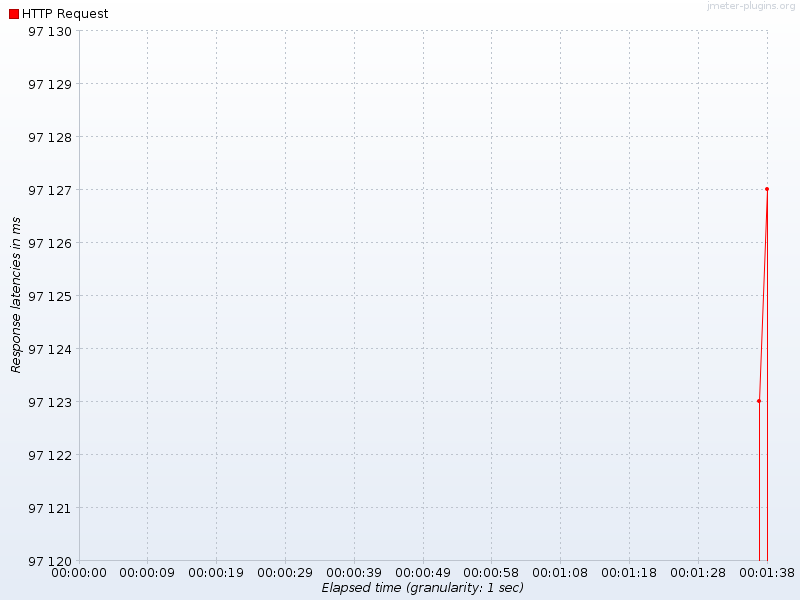 jmeter-plugins.org
HTTP Request
97 130
97 129
97 128
97 127
97 126
97 125
97 124
97 123
97 122
97 121
97 120
Response latencies in ms
00:00:00 00:00:09 00:00:19 00:00:29 00:00:39 00:00:49 00:00:58 00:01:08 00:01:18 00:01:28 00:01:38
Elapsed time (granularity: 1 sec)